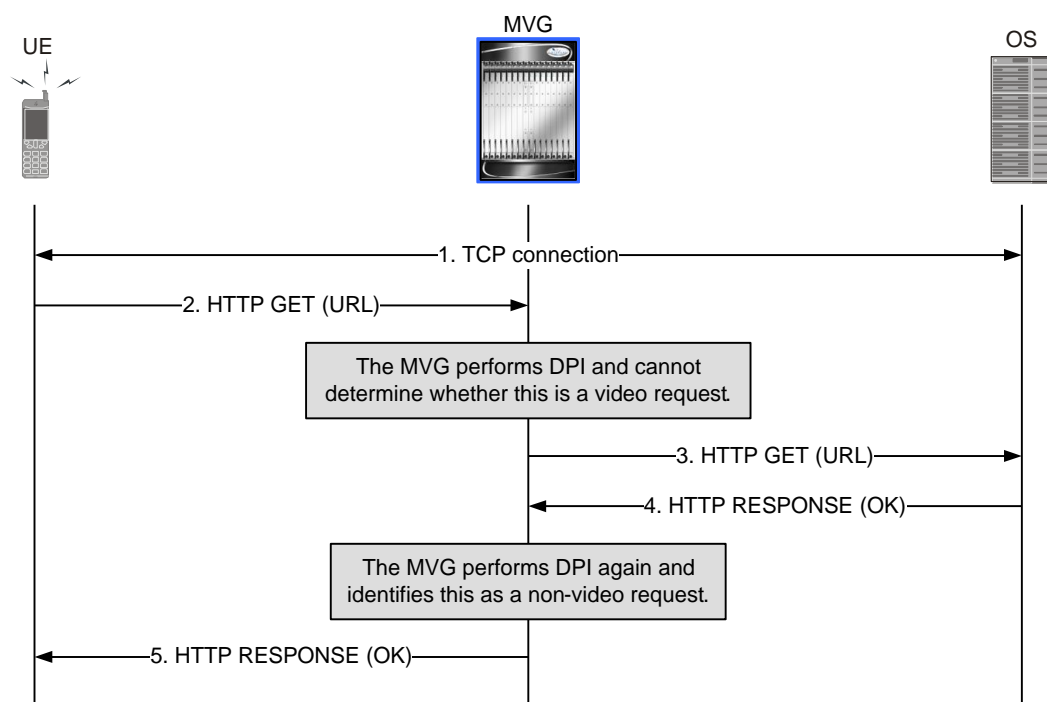 MVG
UE
OS
1. TCP connection
2. HTTP GET (URL)
The MVG performs DPI and cannot
determine whether this is a video request.
3. HTTP GET (URL)
4. HTTP RESPONSE (OK)
The MVG performs DPI again and
identifies this as a non-video request.
5. HTTP RESPONSE (OK)